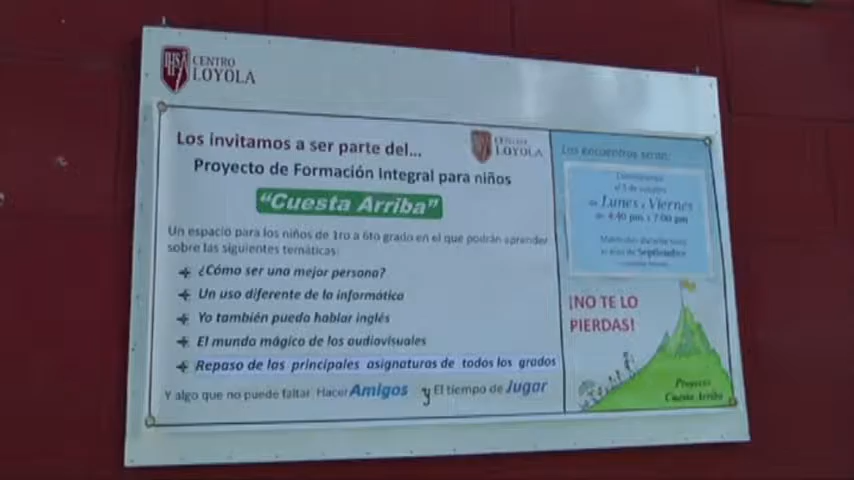 CENTRO
LOYOLA
Los invitamos a ser parte del...
CENTRO
LOYOLA
Proyecto de Formación Integral para niños
"Cuesta Arriba"
Un espacio para los niños de 1ro a 6to grado en el que podrán aprender
sobre las siguientes temáticas:
¿Cómo ser una mejor persona?
Un uso diferente de la informática
Yo también puedo hablar inglés
El mundo mágico de los audiovisuales
Repaso de las principales asignaturas de todos los grados
Y algo que no puede faltar: Hacer Amigos y El tiempo de Jugar
Los encuentros serán:
de Lunes a Viernes
de 4:40 pm a 7:00 pm
Septiembre
¡NO TE LO
PIERDAS!
Proyecto
Cuesta Arriba